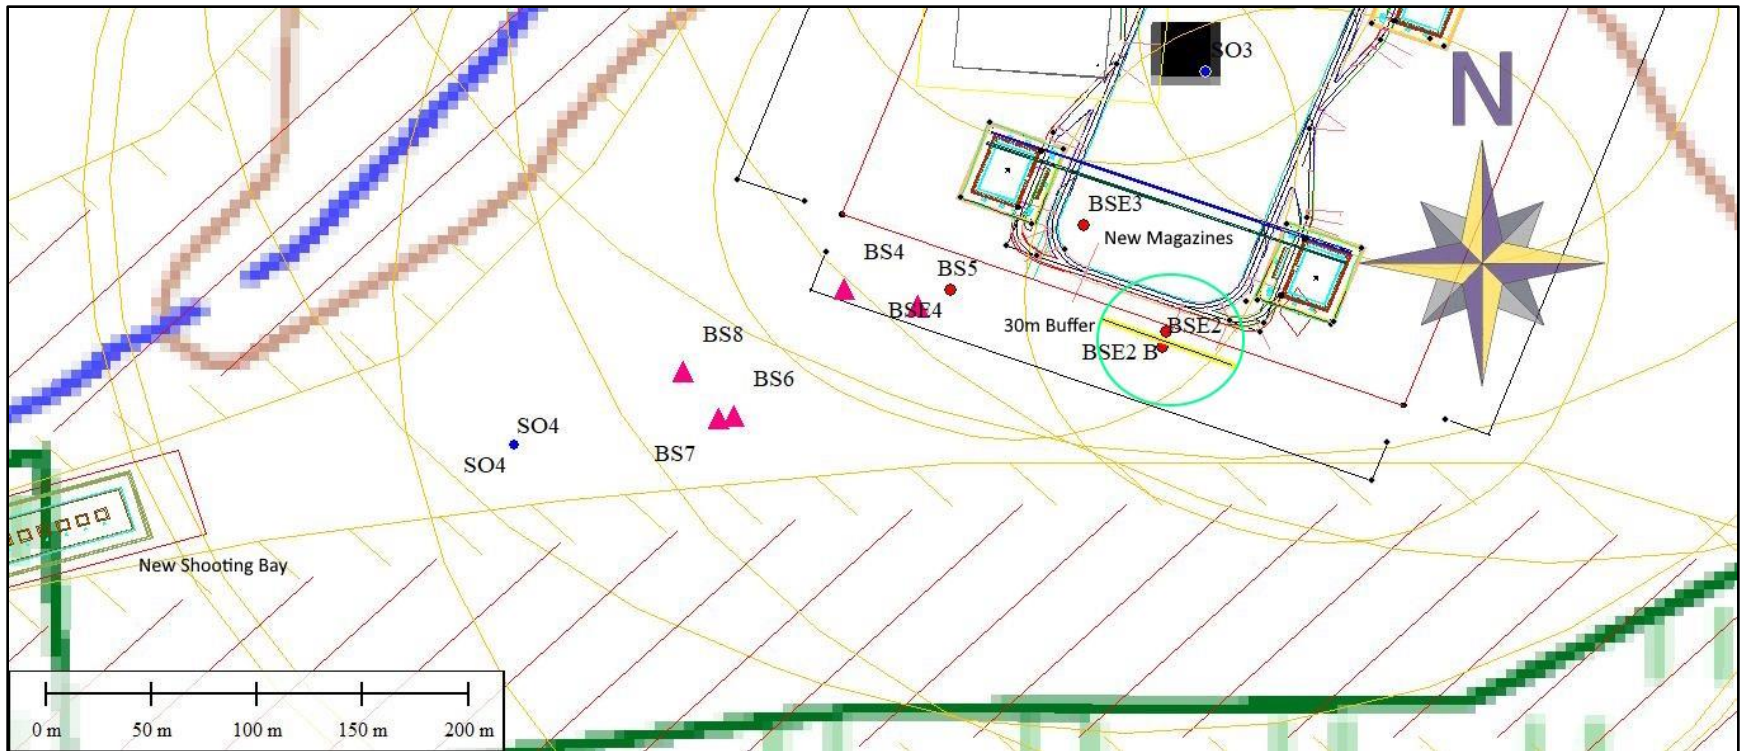 SO3
N
BSE3
New Magazines
BS4
BS5
BSE4
30m Buffer
BSE2
BSE2 B
BS8
BS6
SO4
SO4
BS7
New Shooting Bay
0 m 50 m 100 m 150 m 200 m